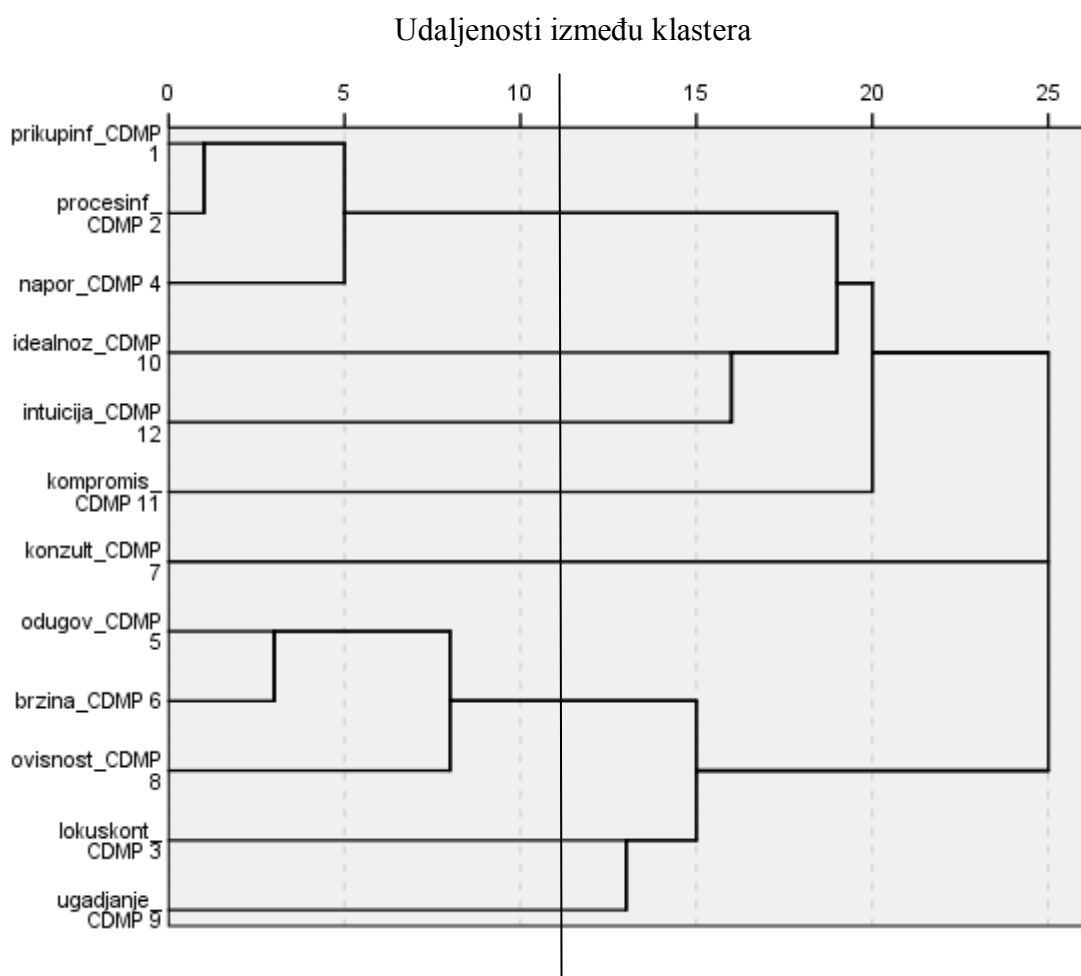 Udaljenosti između klastera
0 5 10 15 20 25
prikupinf_CDMP
1
procesinf_
CDMP 2
napor_CDMP 4
idealnoz_CDMP
10
intuicija_CDMP
12
kompromis_
CDMP 11
konzult_CDMP
7
odugov_CDMP
5
brzina_CDMP 6
ovisnost_CDMP
8
lokuskont_
CDMP 3
ugadjanje_
CDMP 9